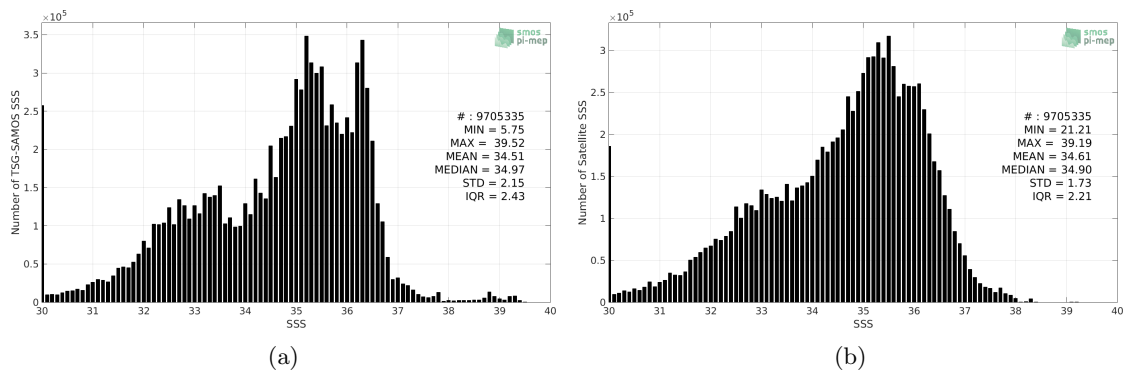 ×10⁵
3.5
3
2.5
2
1.5
1
0.5
0
30 31 32 33 34 35 36 37 38 39 40
SSS
Number of TSG-SAMOS SSS
smos
pi-mep
# : 9705335
MIN = 5.75
MAX = 39.52
MEAN = 34.51
MEDIAN = 34.97
STD = 2.15
IQR = 2.43
(a)
×10⁵
3
2.5
2
1.5
1
0.5
0
30 31 32 33 34 35 36 37 38 39 40
SSS
Number of Satellite SSS
smos
pi-mep
# : 9705335
MIN = 21.21
MAX = 39.19
MEAN = 34.61
MEDIAN = 34.90
STD = 1.73
IQR = 2.21
(b)